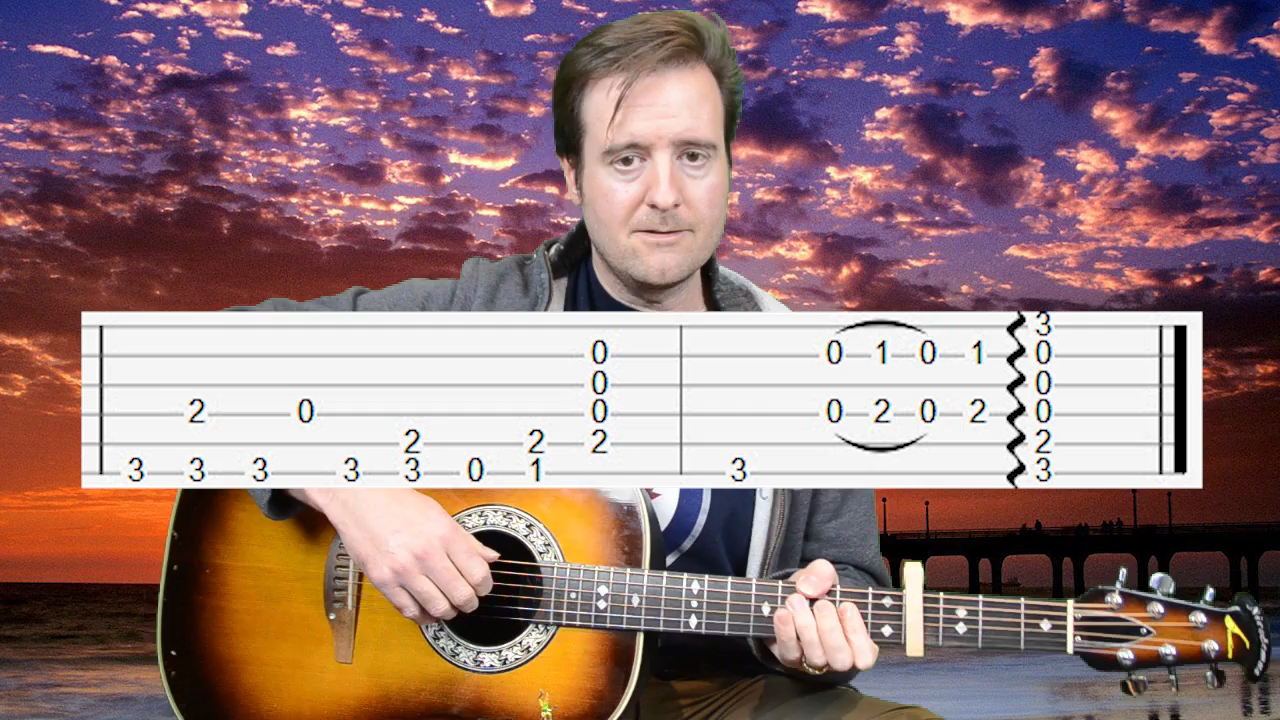 3
0 0 1 0 1 0
0 0
2 0 0 0 2 0 2 0
2 2 2 2
3 3 3 3 3 0 1 3 3